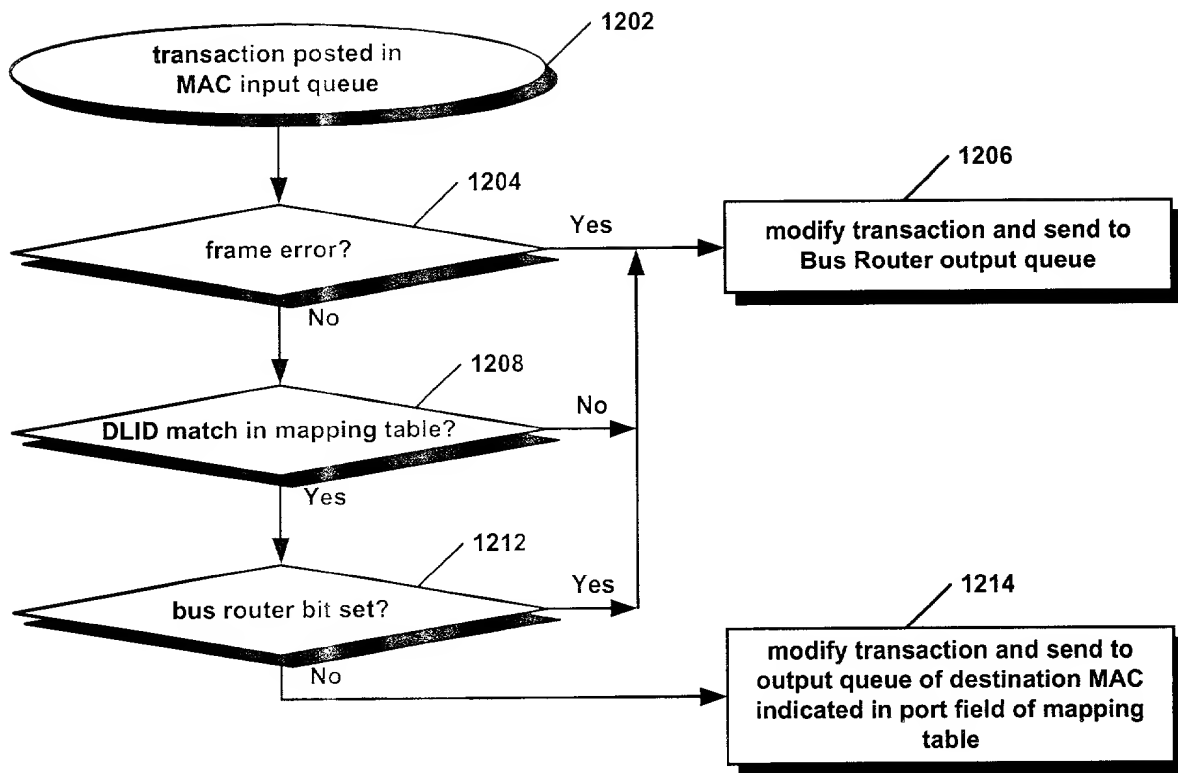 1202
transaction posted in
MAC input queue
1204
frame error?
Yes
No
1206
modify transaction and send to
Bus Router output queue
1208
DLID match in mapping table?
No
Yes
1212
bus router bit set?
Yes
No
1214
modify transaction and send to
output queue of destination MAC
indicated in port field of mapping
table